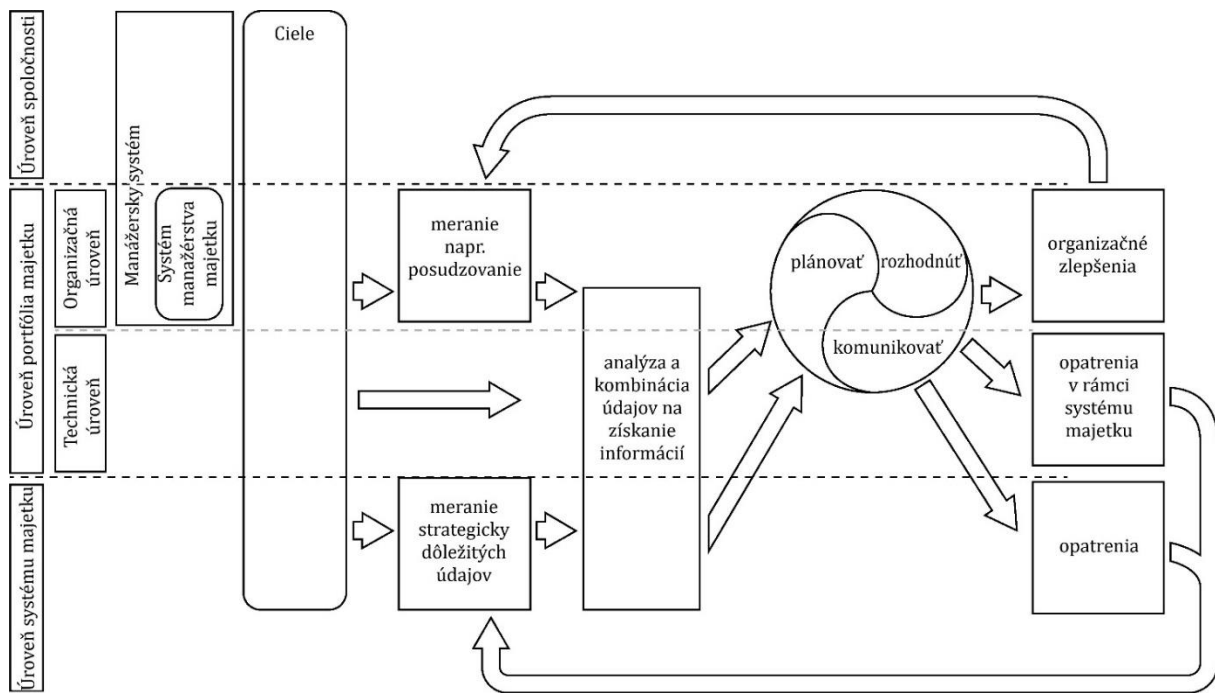 Úroveň spoločnosti
Úroveň portfólia majetku
Úroveň systému majetku
Organizačná
úroveň
Technická
úroveň
Manážersky systém
Systém
manažérstva
majetku
Ciele
meranie
napr.
posudzovanie
meranie
strategicky
dôležitých
údajov
analýza a
kombinácia
údajov na
získanie
informácií
plánovať
rozhodnúť
komunikovať
organizačné
zlepšenia
opatrenia
v rámci
systému
majetku
opatrenia